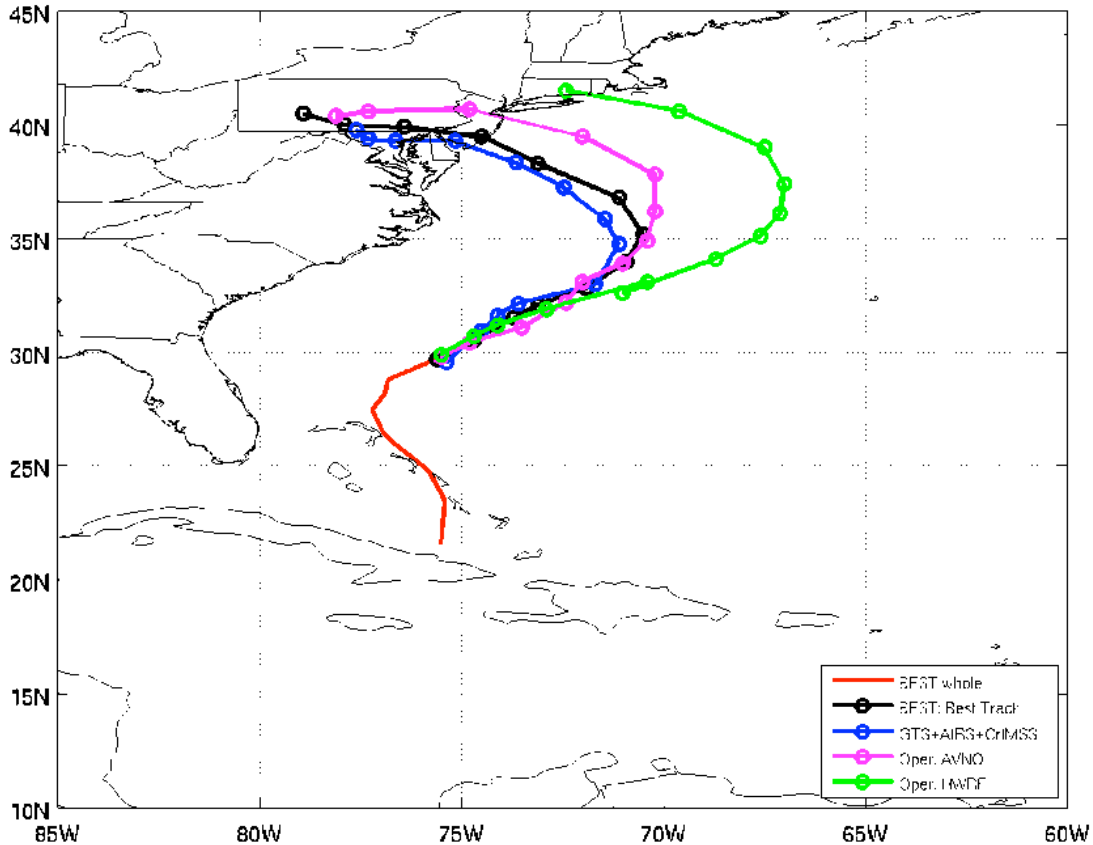 45N
40N
35N
30N
25N
20N
15N
10N
85W 80W 75W 70W 65W 60W
BEST whole
BEST: Best Track
GTS+AIRS+CrIMSS
Oper. AVNO
Oper. HWRF